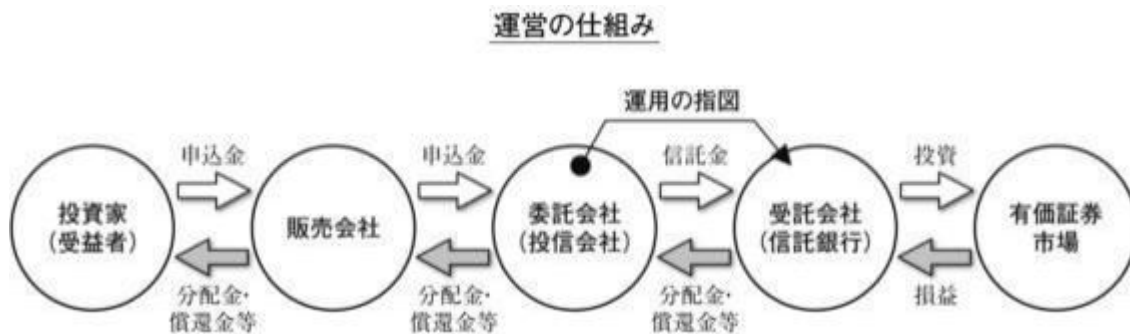 運営の仕組み
運用の指図
申込金
申込金
信託金
投資
投資家
(受益者)
販売会社
委託会社
(投信会社)
受託会社
(信託銀行)
有価証券
市場
分配金・
償還金等
分配金・
償還金等
分配金・
償還金等
損益